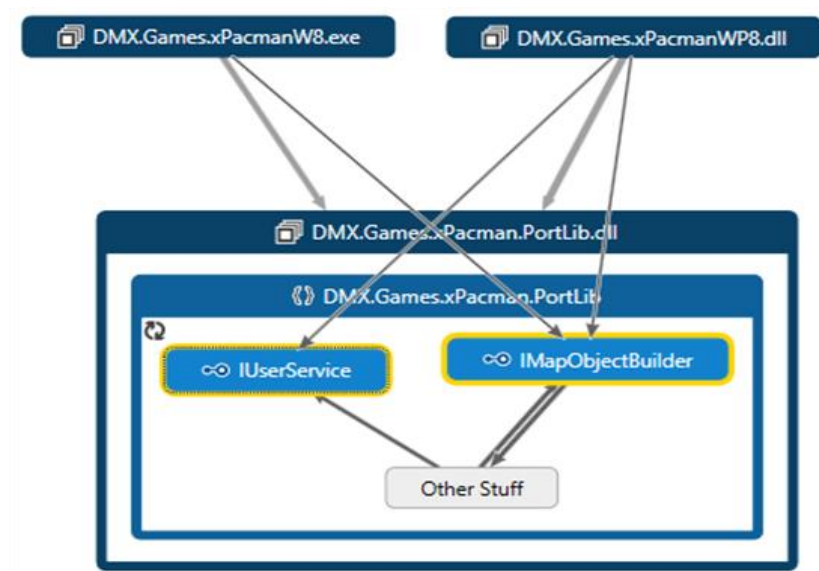 DMX.Games.xPacmanW8.exe
DMX.Games.xPacmanWP8.dll
DMX.Games.xPacman.PortLib.dll
DMX.Games.xPacman.PortLib
IUserService
IMapObjectBuilder
Other Stuff